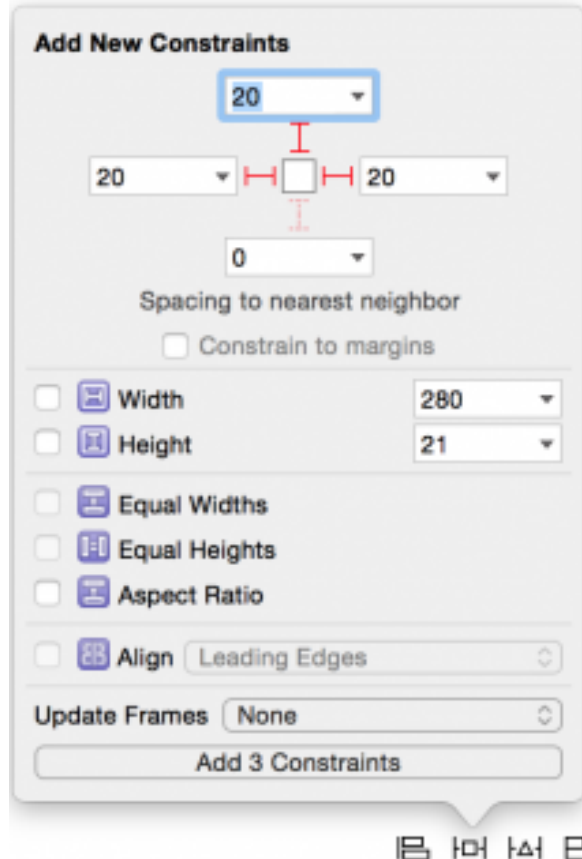 Add New Constraints
20
20 20
0
Spacing to nearest neighbor
Constrain to margins
Width 280
Height 21
Equal Widths
Equal Heights
Aspect Ratio
Align Leading Edges
Update Frames None
Add 3 Constraints